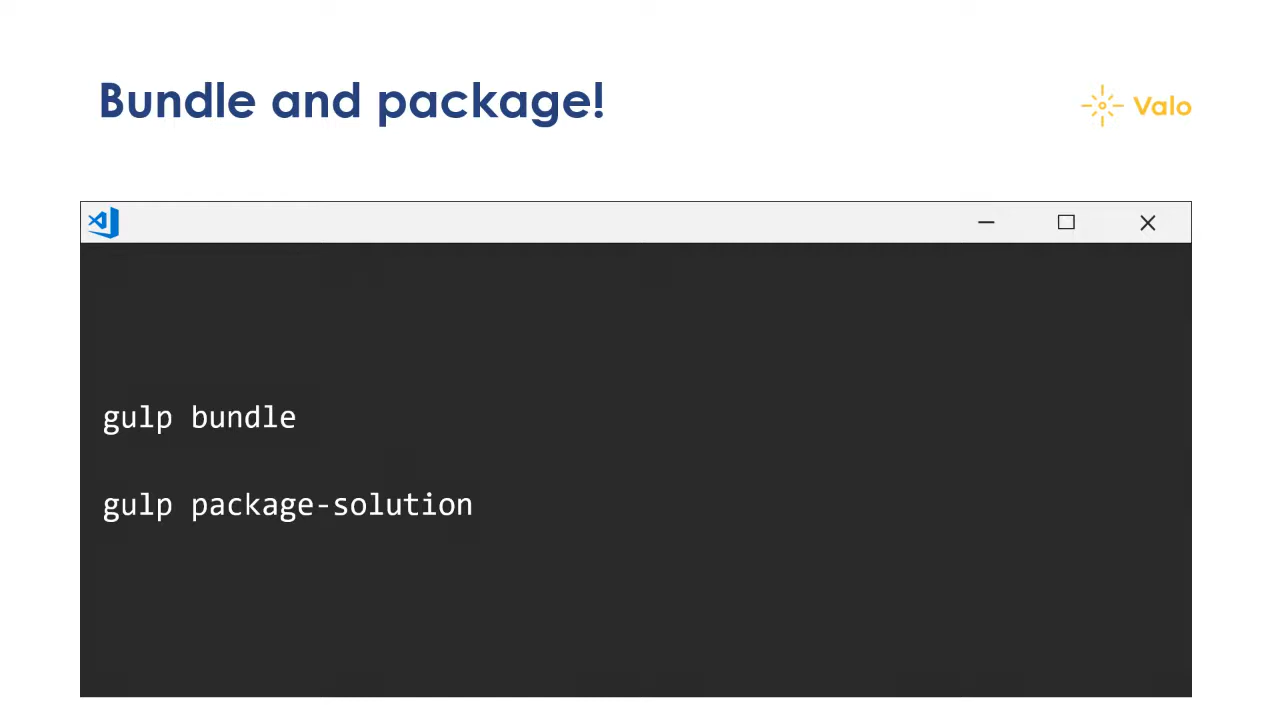 Bundle and package!
Valo
gulp bundle
gulp package-solution